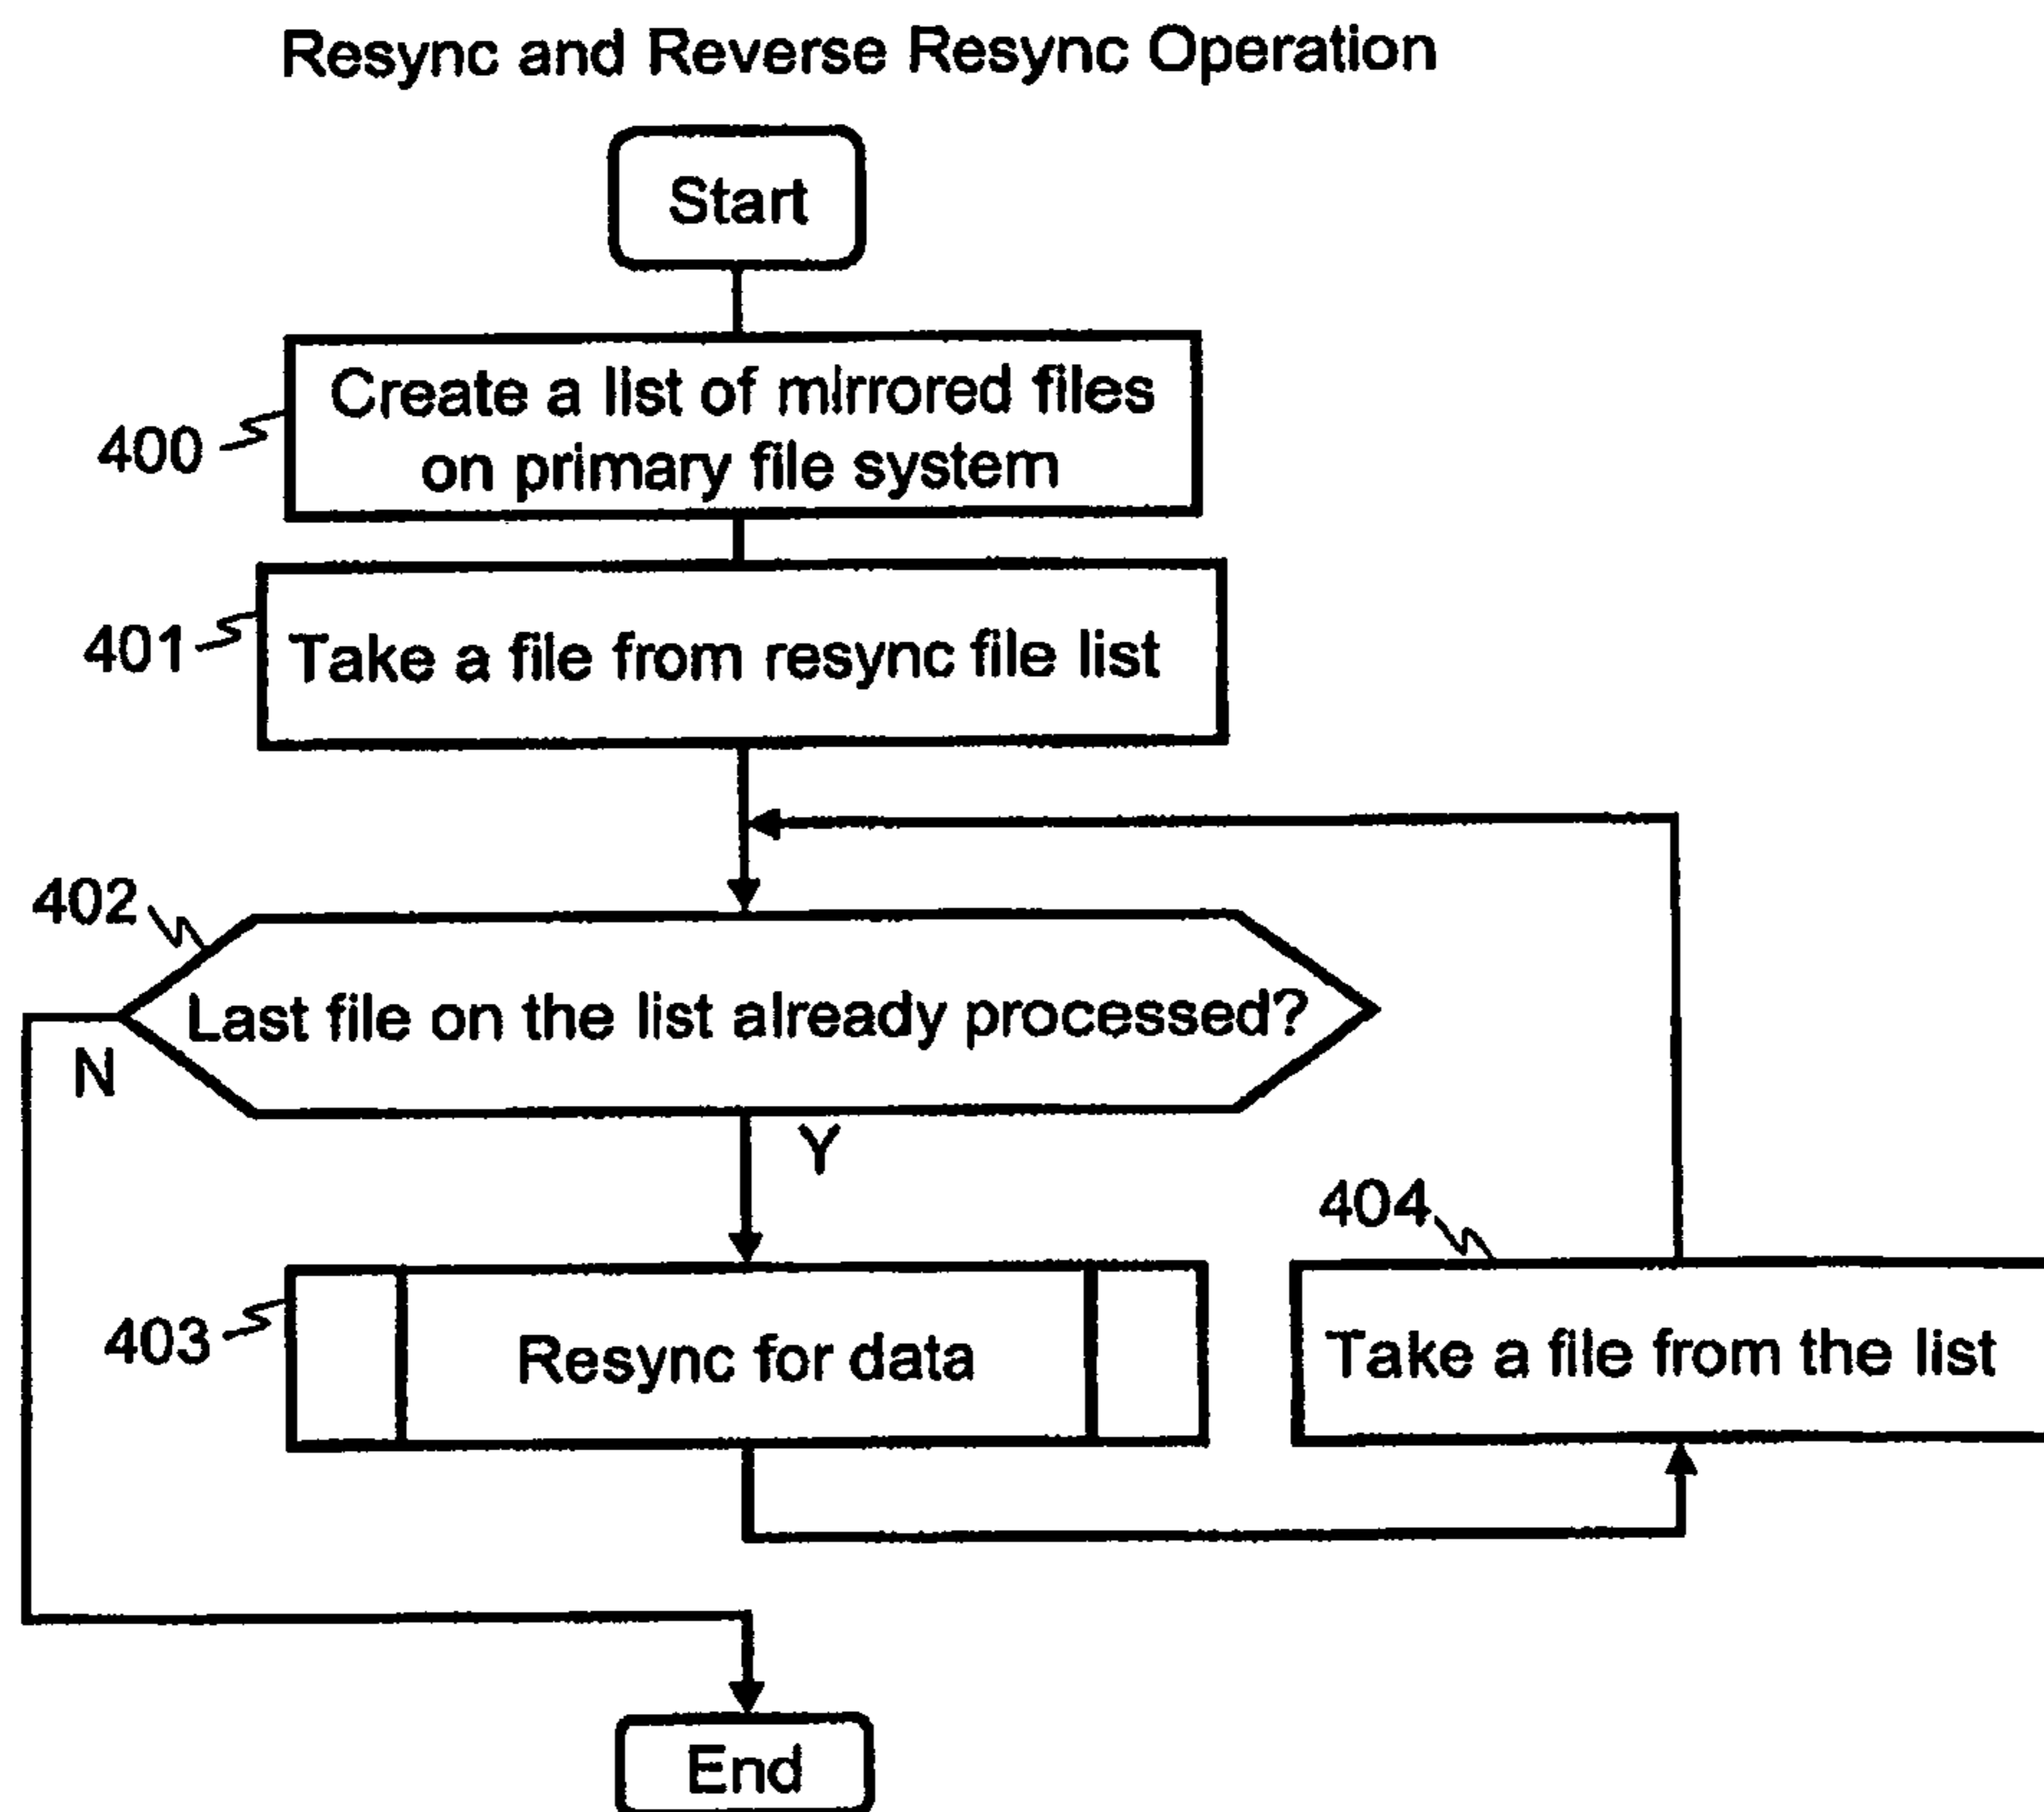 Resync and Reverse Resync Operation
Start
Create a list of mirrored files
on primary file system
400
401
Take a file from resync file list
402
Last file on the list already processed?
N
Y
404
403
Resync for data
Take a file from the list
End